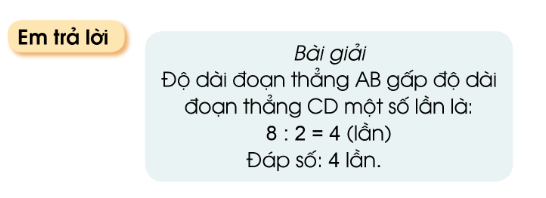 Em trả lời
Bài giải
Độ dài đoạn thẳng AB gấp độ dài
đoạn thẳng CD một số lần là:
8 : 2 = 4 (lần)
Đáp số: 4 lần.